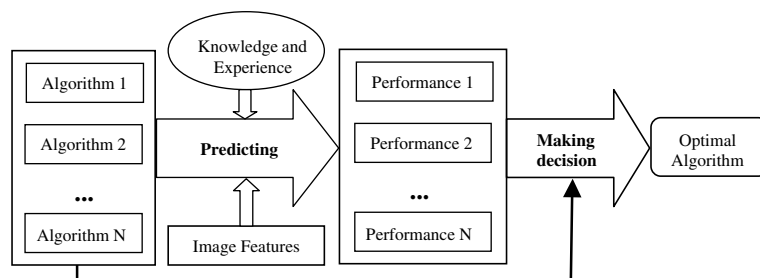 Knowledge and
Experience
Algorithm 1
Algorithm 2
...
Algorithm N
Predicting
Image Features
Performance 1
Performance 2
...
Performance N
Making
decision
Optimal
Algorithm